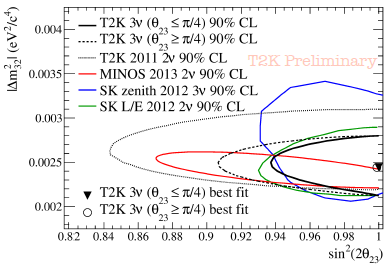 T2K 3ν (θ23 ≤ π/4) 90% CL
T2K 3ν (θ23 ≥ π/4) 90% CL
T2K 2011 2ν 90% CL
T2K Preliminary
MINOS 2013 2ν 90% CL
SK zenith 2012 3ν 90% CL
SK L/E 2012 2ν 90% CL
T2K 3ν (θ23 ≤ π/4) best fit
T2K 3ν (θ23 ≥ π/4) best fit
|Δm²32| (eV²/c⁴)
0.004
0.0035
0.003
0.0025
0.002
0.82 0.84 0.86 0.88 0.9 0.92 0.94 0.96 0.98 1
sin²(2θ23)